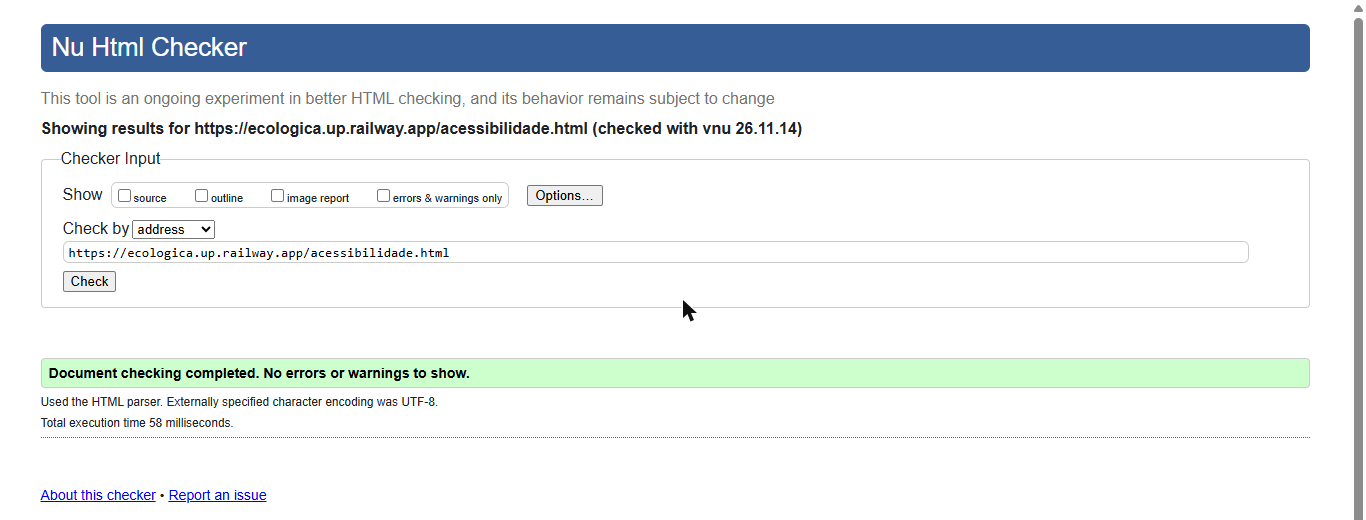 Nu Html Checker
This tool is an ongoing experiment in better HTML checking, and its behavior remains subject to change
Showing results for https://ecologica.up.railway.app/acessibilidade.html (checked with vnu 26.11.14)
Checker Input
Show source outline image report errors & warnings only Options...
Check by address
https://ecologica.up.railway.app/acessibilidade.html
Check
Document checking completed. No errors or warnings to show.
Used the HTML parser. Externally specified character encoding was UTF-8.
Total execution time 58 milliseconds.
About this checker • Report an issue